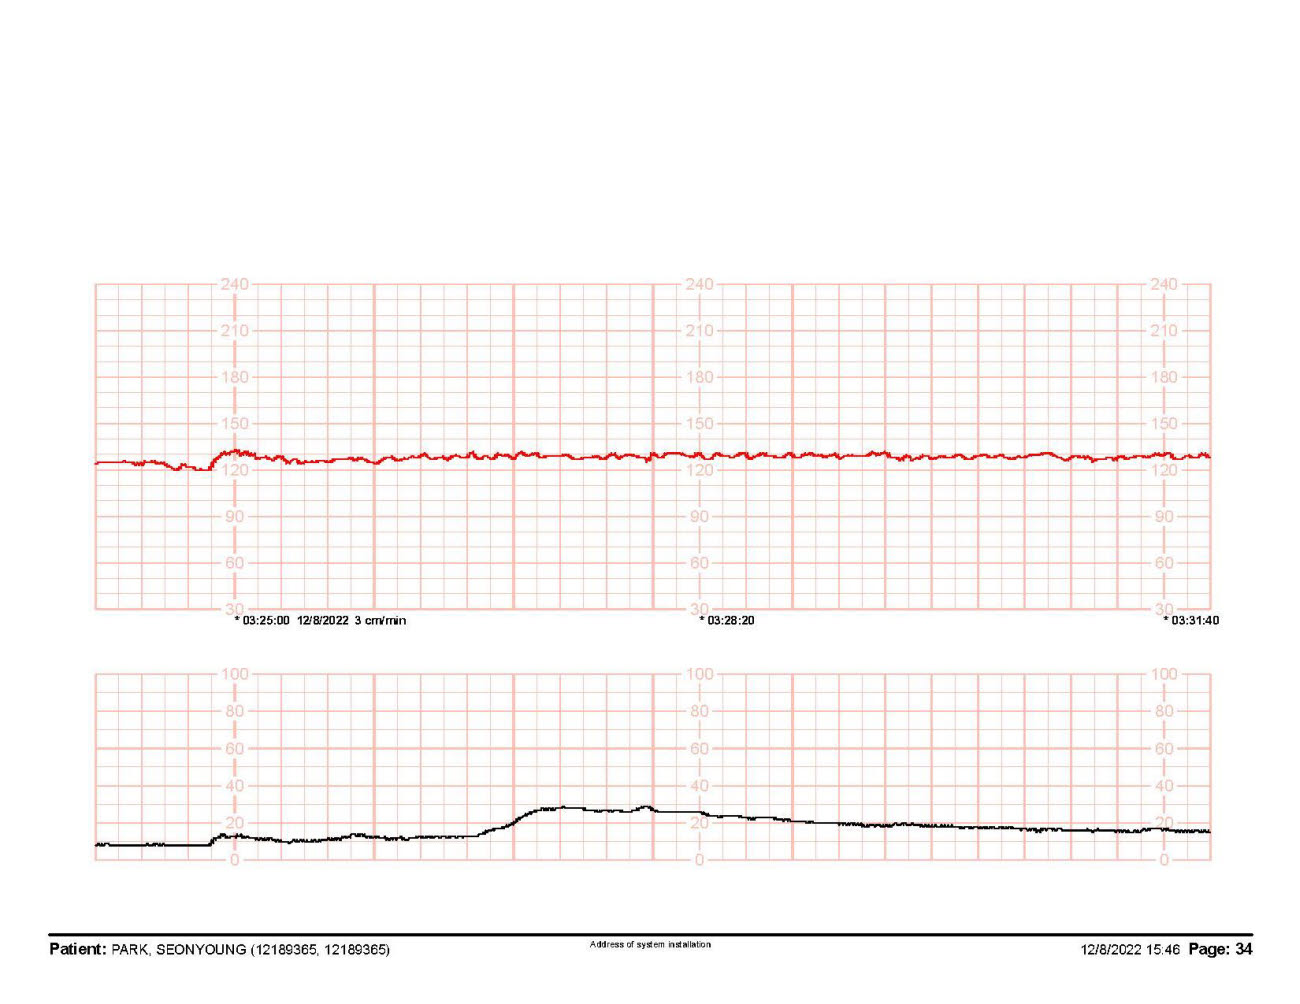 240 240 240
210 210 210
180 180 180
150 150 150
120 120 120
90 90 90
60 60 60
30 30 30
* 03:25:00 12/8/2022 3 cm/min * 03:28:20 * 03:31:40
100 100 100
80 80 80
60 60 60
40 40 40
20 20 20
0 0 0
Patient: PARK, SEONYOUNG (12189365, 12189365) Address of system installation 12/8/2022 15:46 Page: 34